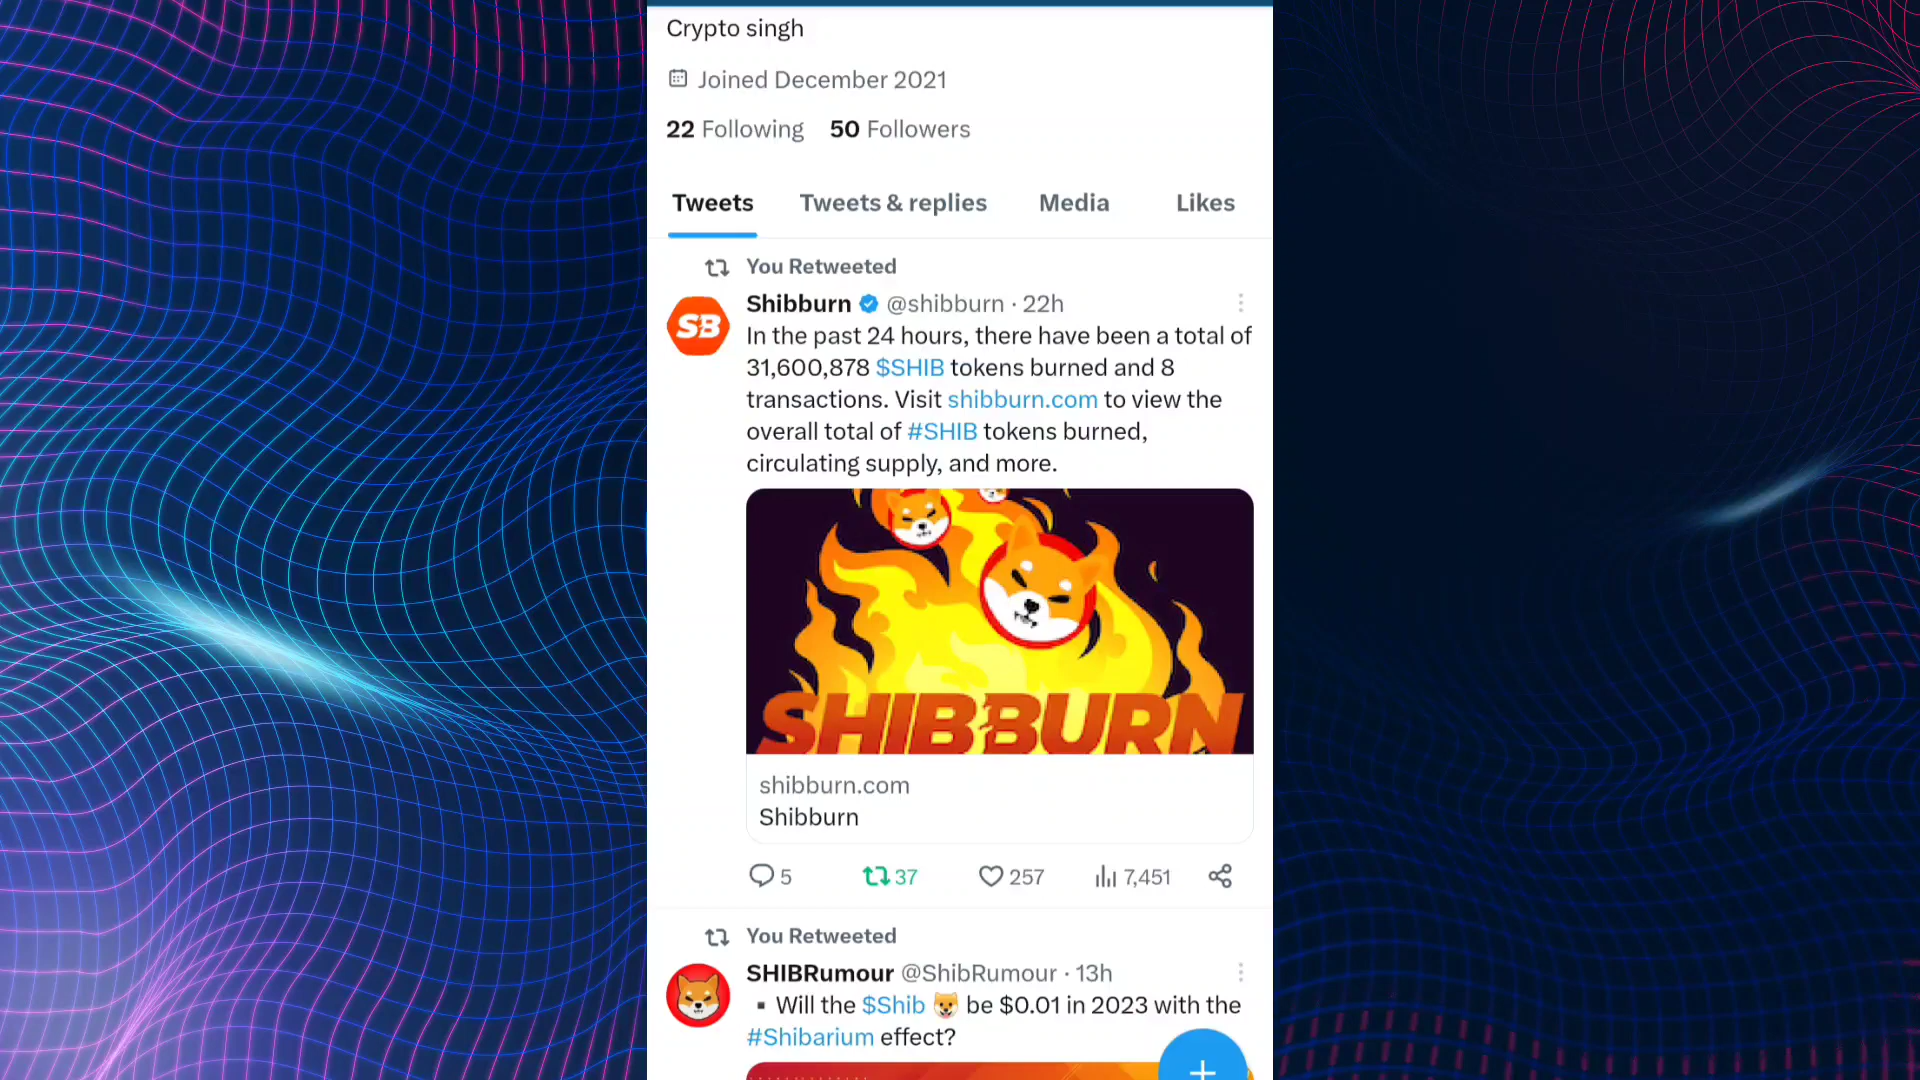 Crypto singh
Joined December 2021
22 Following 50 Followers
Tweets Tweets & replies Media Likes
You Retweeted
Shibburn @shibburn · 22h
SB
In the past 24 hours, there have been a total of
31,600,878 $SHIB tokens burned and 8
transactions. Visit shibburn.com to view the
overall total of #SHIB tokens burned,
circulating supply, and more.
SHIBBURN
shibburn.com
Shibburn
5 37 257 7,451
You Retweeted
SHIBRumour @ShibRumour · 13h
▪ Will the $Shib be $0.01 in 2023 with the
#Shibarium effect?